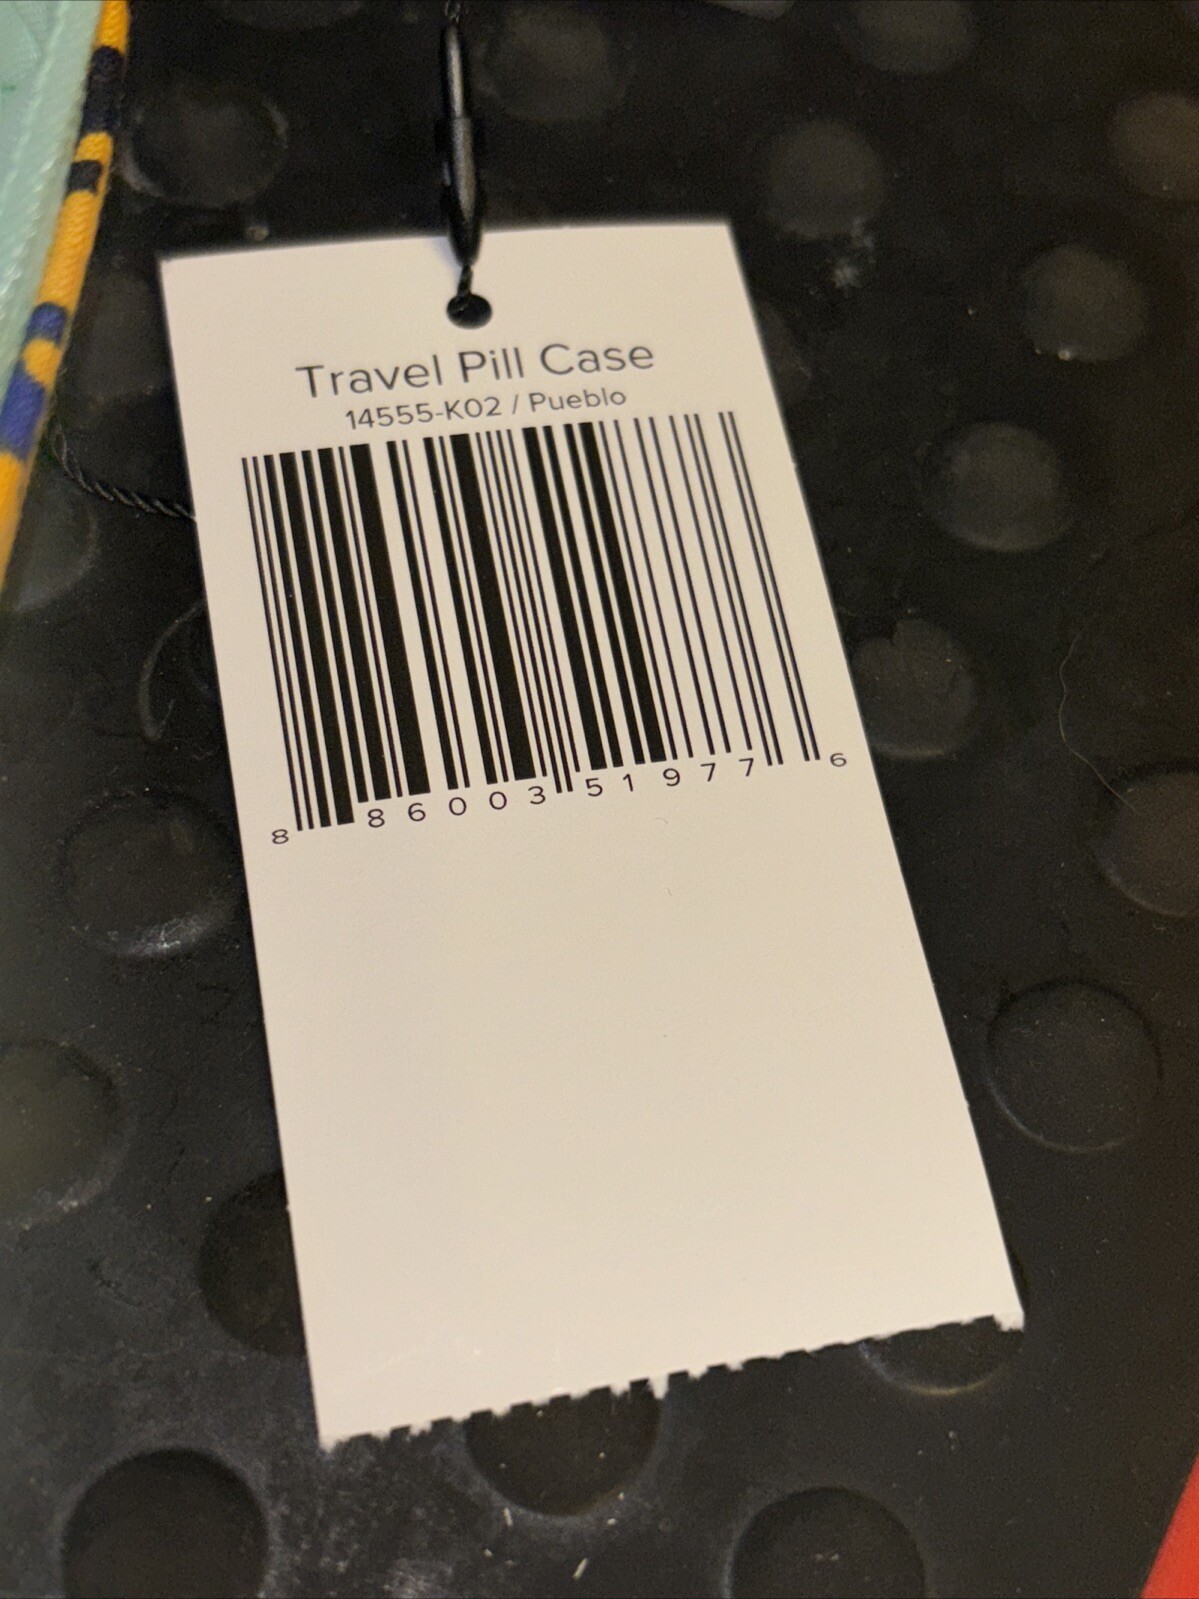 Travel Pill Case
14555-K02 / Pueblo
8 86003 51977 6